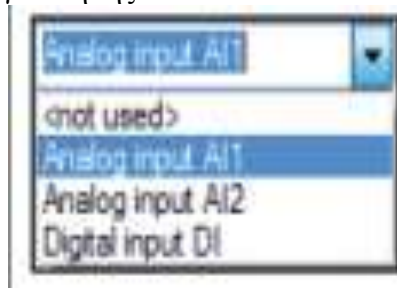 Analog input AI1
<not used>
Analog input AI1
Analog input AI2
Digital input DI